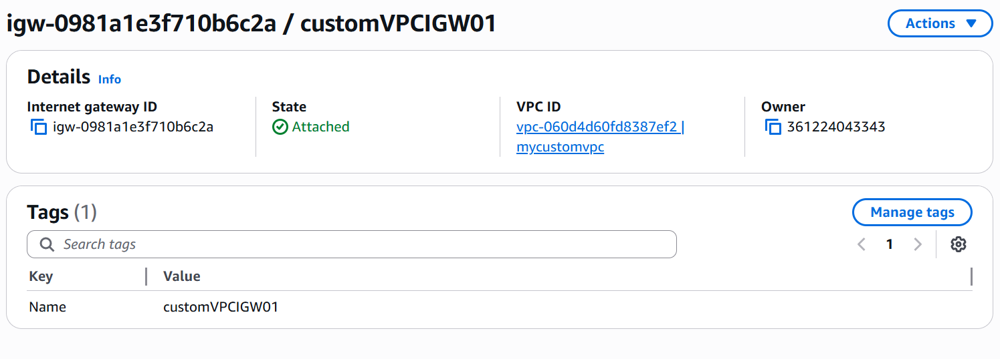 igw-0981a1e3f710b6c2a / customVPCIGW01
Actions
Details Info
Internet gateway ID
igw-0981a1e3f710b6c2a
State
Attached
VPC ID
vpc-060d4d60fd8387ef2 |
mycustomvpc
Owner
361224043343
Tags (1)
Manage tags
Search tags
1
Key Value
Name customVPCIGW01